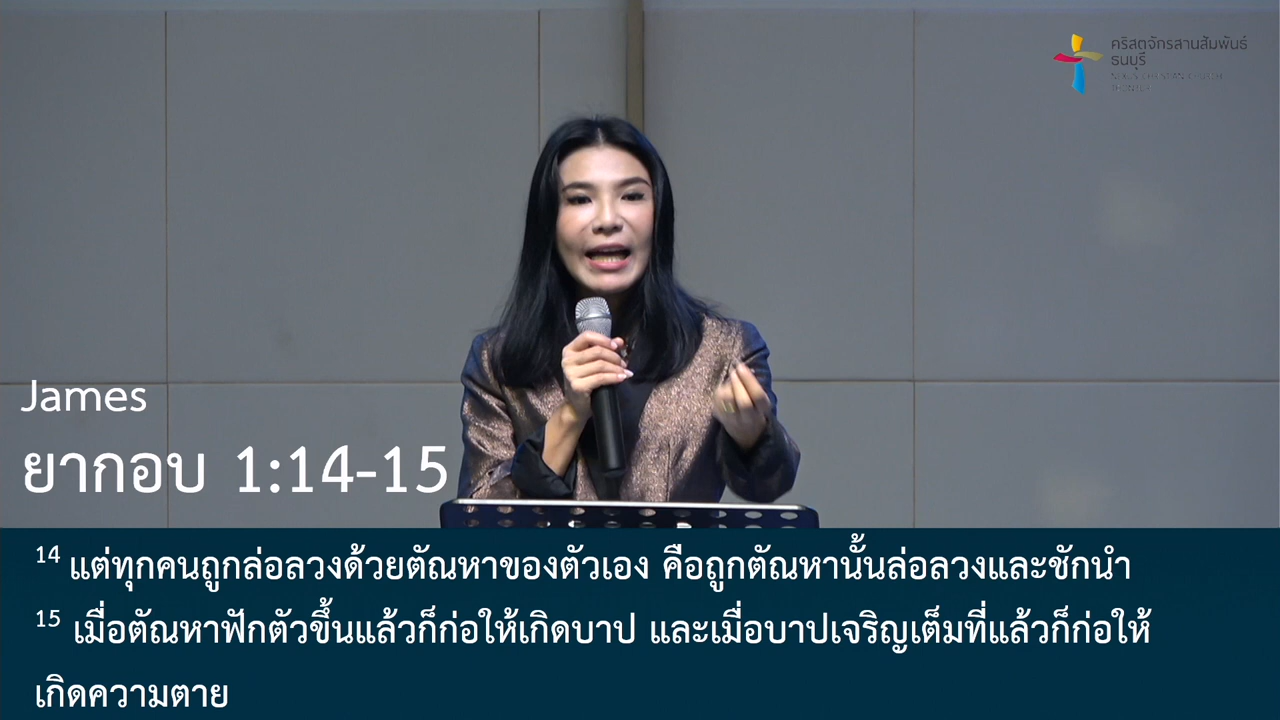 คริสตจักรสานสัมพันธ์
ธนบุรี
James
ยากอบ 1:14-15
14 แต่ทุกคนถูกล่อลวงด้วยตัณหาของตัวเอง คือถูกตัณหานั้นล่อลวงและชักนำ
15 เมื่อตัณหาฟักตัวขึ้นแล้วก็ก่อให้เกิดบาป และเมื่อบาปเจริญเต็มที่แล้วก็ก่อให้
เกิดความตาย